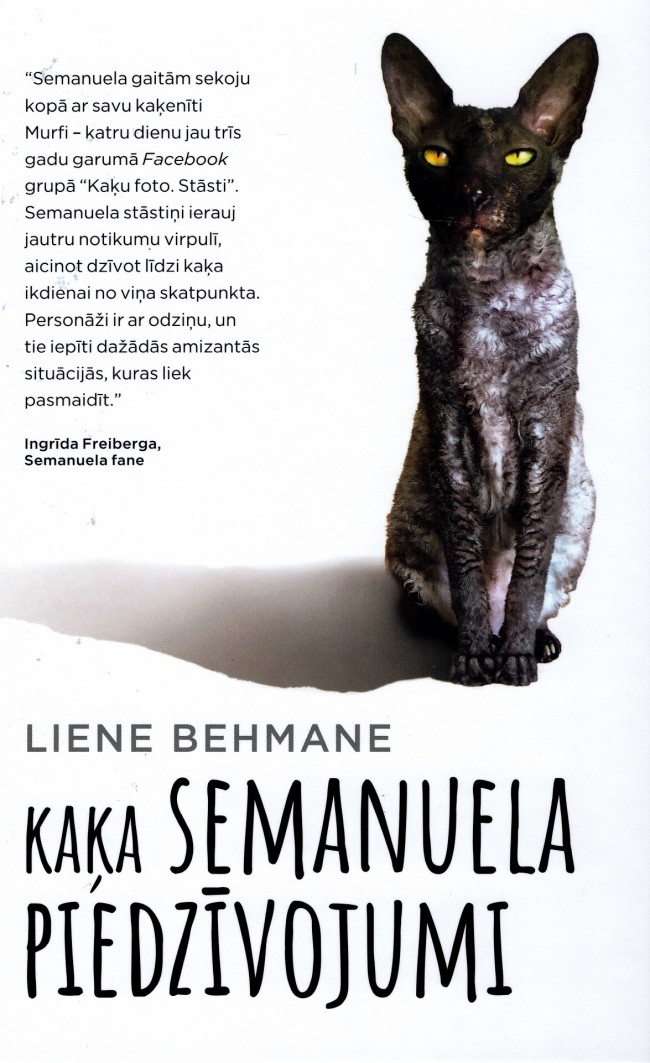 “Semanuela gaitām sekoju
kopā ar savu kaķenīti
Murfi – katru dienu jau trīs
gadu garumā Facebook
grupā “Kaķu foto. Stāsti”.
Semanuela stāstiņi ierauj
jautru notikumu virpulī,
aicinot dzīvot līdzi kaķa
ikdienai no viņa skatpunkta.
Personāži ir ar odziņu, un
tie iepīti dažādās amizantās
situācijās, kuras liek
pasmaidīt.”
Ingrīda Freiberga,
Semanuela fane
LIENE BEHMANE
KAĶA SEMANUELA
PIEDZĪVOJUMI